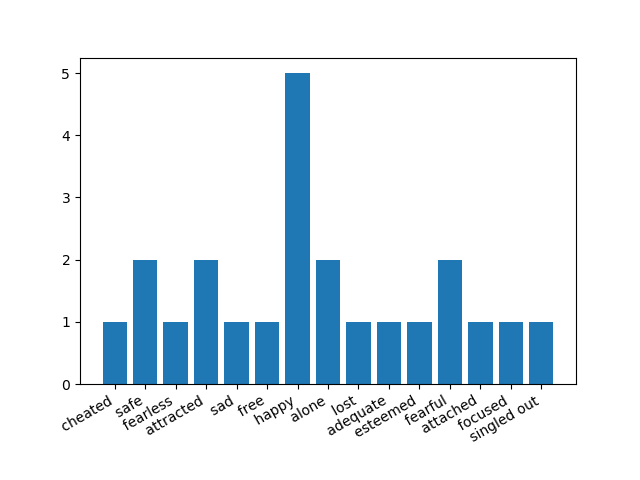 5
4
3
2
1
0
cheated
safe
fearless
attracted
sad
free
happy
alone
lost
adequate
esteemed
fearful
attached
focused
singled out